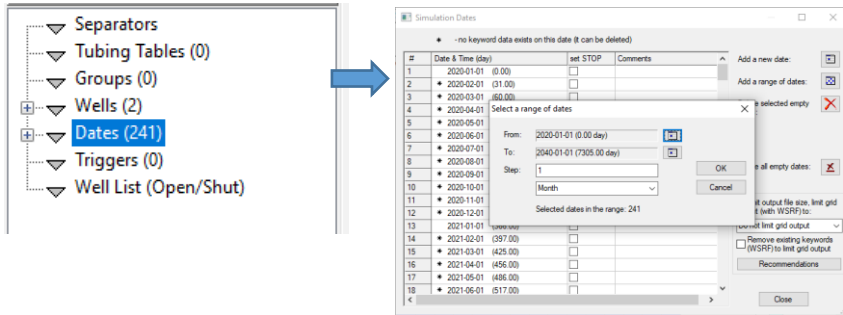 Separators
Tubing Tables (0)
Groups (0)
Wells (2)
Dates (241)
Triggers (0)
Well List (Open/Shut)
Simulation Dates
- no keyword data exists on this date (it can be deleted)
# Date & Time (day) set STOP Comments
1 2020-01-01 (0.00)
2 2020-02-01 (31.00)
3 2020-03-01 (60.00)
4 2020-04-01
5 2020-05-01
6 2020-06-01
7 2020-07-01
8 2020-08-01
9 2020-09-01
10 2020-10-01
11 2020-11-01
12 2020-12-01
13 2021-01-01
14 2021-02-01 (397.00)
15 2021-03-01 (425.00)
16 2021-04-01 (456.00)
17 2021-05-01 (486.00)
18 2021-06-01 (517.00)
Select a range of dates
From: 2020-01-01 (0.00 day)
To: 2040-01-01 (7305.00 day)
Step: 1
Month
Selected dates in the range: 241
OK
Cancel
Add a new date:
Add a range of dates:
selected empty
all empty dates:
output file size, limit grid
(with WSRF) to:
not limit grid output
Remove existing keywords
(WSRF) to limit grid output
Recommendations
Close